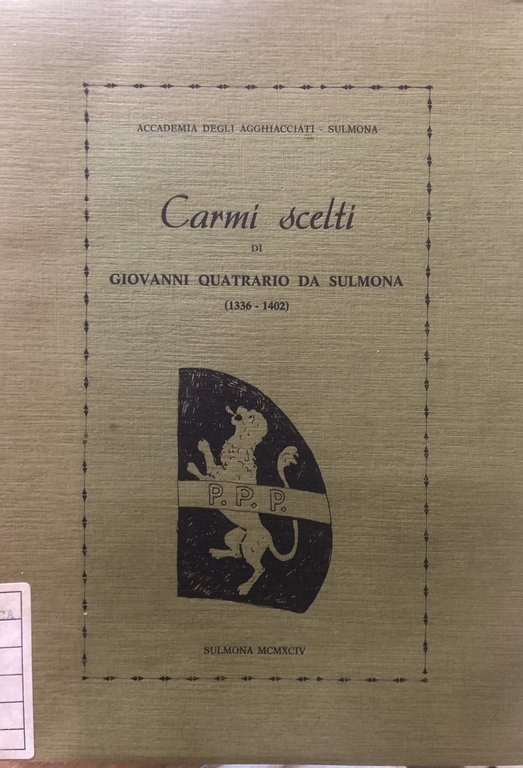 ACCADEMIA DEGLI AGGHIACCIATI - SULMONA
Carmi scelti
DI
GIOVANNI QUATRARIO DA SULMONA
(1336 - 1402)
P. P. P.
SULMONA MCMXCIV